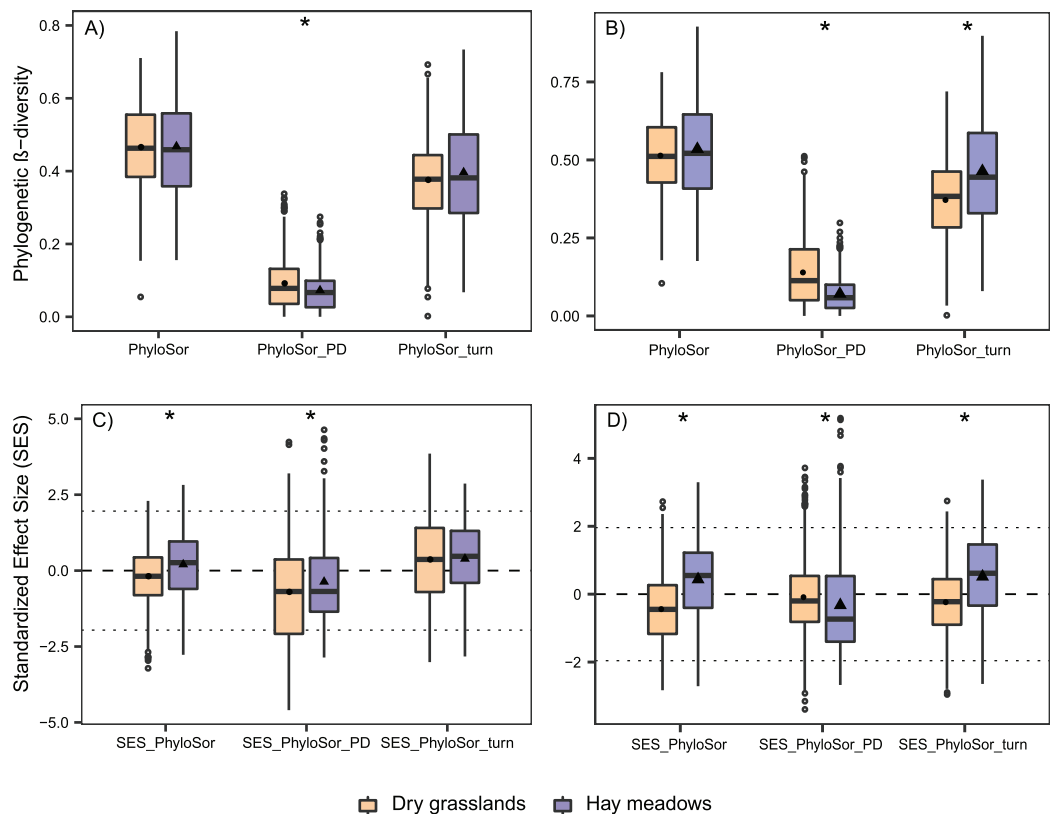 A)
*
Phylogenetic ß−diversity
0.8
0.6
0.4
0.2
0.0
PhyloSor
PhyloSor_PD
PhyloSor_turn
B)
*
*
0.75
0.50
0.25
0.00
PhyloSor
PhyloSor_PD
PhyloSor_turn
C)
*
*
Standardized Effect Size (SES)
5.0
2.5
0.0
−2.5
−5.0
SES_PhyloSor
SES_PhyloSor_PD
SES_PhyloSor_turn
D)
*
*
*
4
2
0
−2
SES_PhyloSor
SES_PhyloSor_PD
SES_PhyloSor_turn
Dry grasslands
Hay meadows